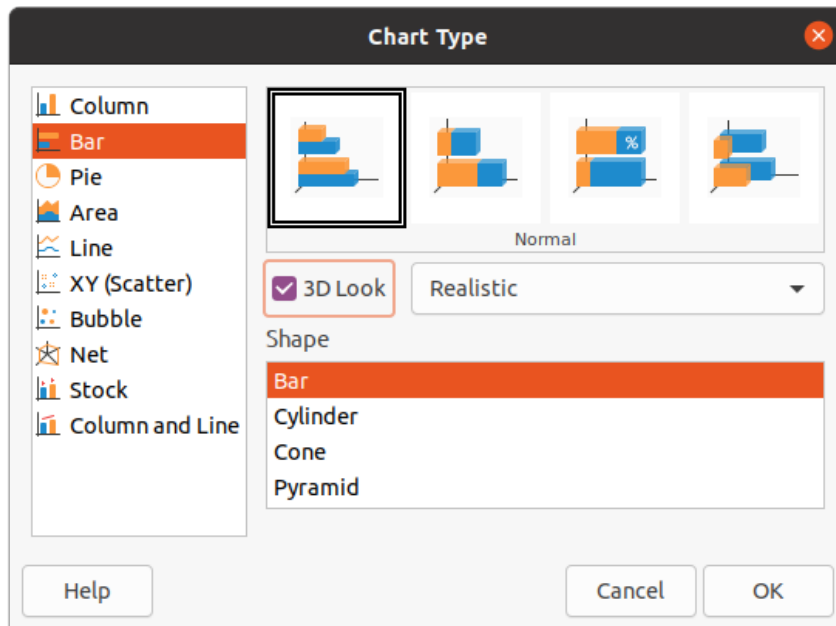 Chart Type
Column
Bar
Pie
Area
Line
XY (Scatter)
Bubble
Net
Stock
Column and Line
%
Normal
3D Look
Realistic
Shape
Bar
Cylinder
Cone
Pyramid
Help
Cancel
OK